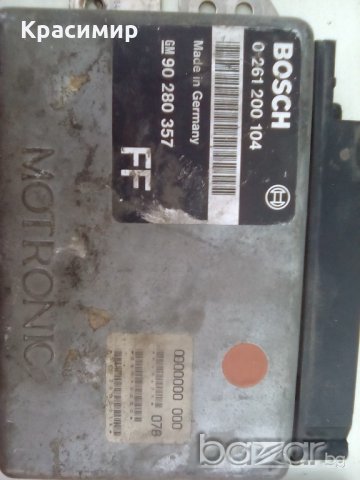 Красимир
BOSCH
0 261 200 104
Made in Germany
GM 90 280 357
FF
MOTRONIC
0000000 000
078
bazar.bg